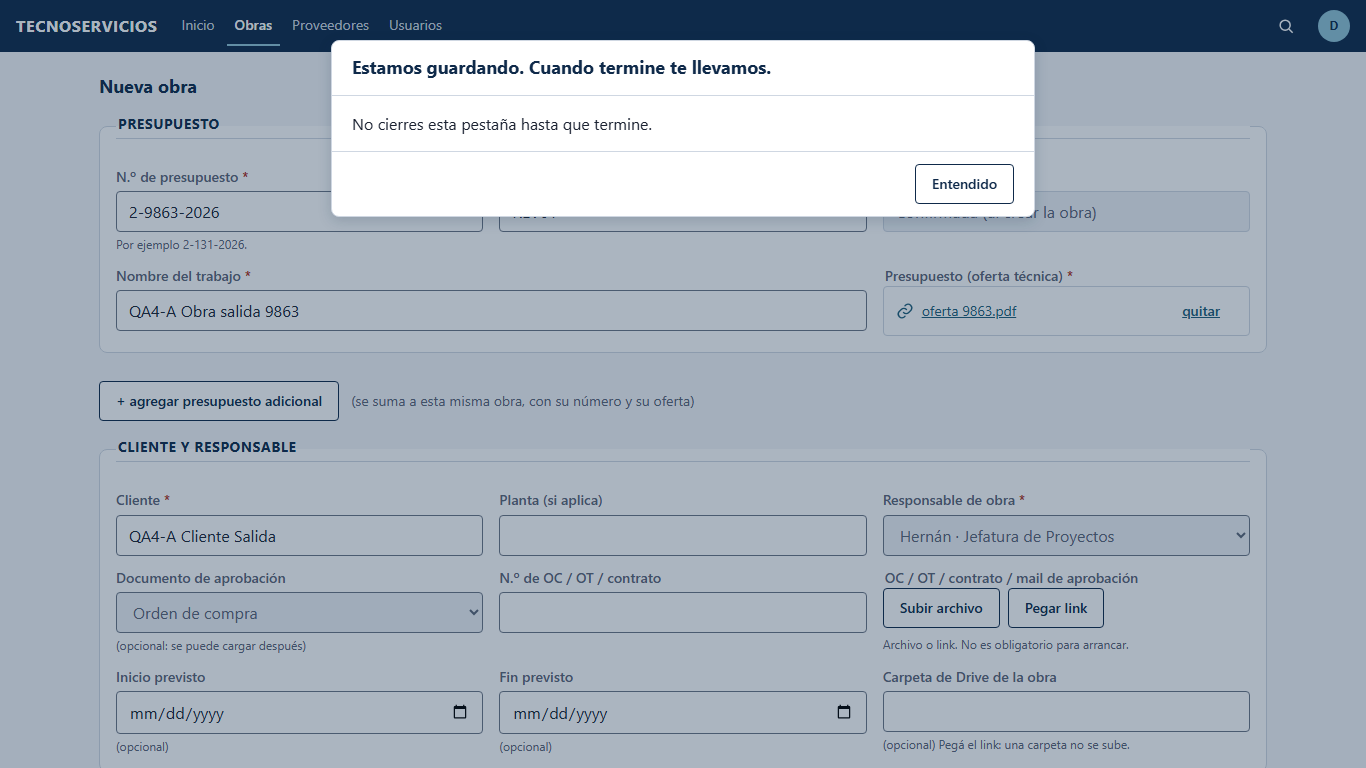 TECNOSERVICIOS Inicio Obras Proveedores Usuarios D
Estamos guardando. Cuando termine te llevamos.
No cierres esta pestaña hasta que termine.
Entendido
Nueva obra
PRESUPUESTO
N.º de presupuesto *
2-9863-2026
Por ejemplo 2-131-2026.
Nombre del trabajo * Presupuesto (oferta técnica) *
QA4-A Obra salida 9863 oferta 9863.pdf quitar
+ agregar presupuesto adicional (se suma a esta misma obra, con su número y su oferta)
CLIENTE Y RESPONSABLE
Cliente * Planta (si aplica) Responsable de obra *
QA4-A Cliente Salida Hernán · Jefatura de Proyectos
Documento de aprobación N.º de OC / OT / contrato OC / OT / contrato / mail de aprobación
Orden de compra Subir archivo Pegar link
(opcional: se puede cargar después) Archivo o link. No es obligatorio para arrancar.
Inicio previsto Fin previsto Carpeta de Drive de la obra
mm/dd/yyyy mm/dd/yyyy
(opcional) (opcional) (opcional) Pegá el link: una carpeta no se sube.